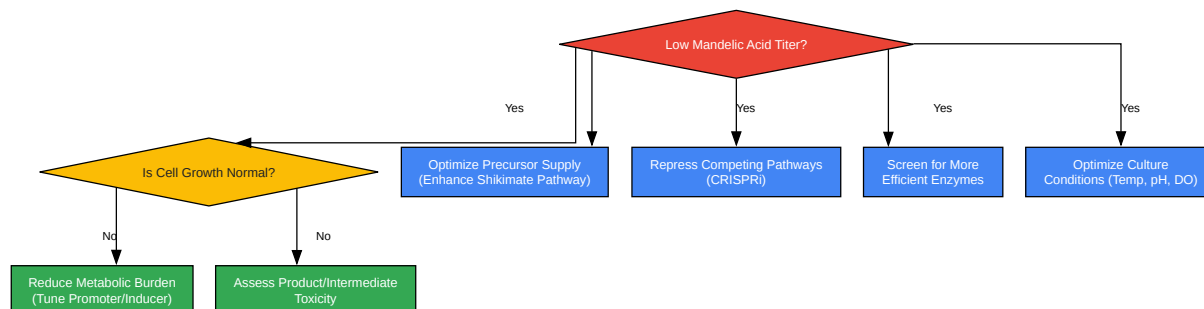 Low Mandelic Acid Titer?
Yes
Yes
Yes
Yes
Is Cell Growth Normal?
Optimize Precursor Supply
(Enhance Shikimate Pathway)
Repress Competing Pathways
(CRISPRi)
Screen for More
Efficient Enzymes
Optimize Culture
Conditions (Temp, pH, DO)
No
No
Reduce Metabolic Burden
(Tune Promoter/Inducer)
Assess Product/Intermediate
Toxicity